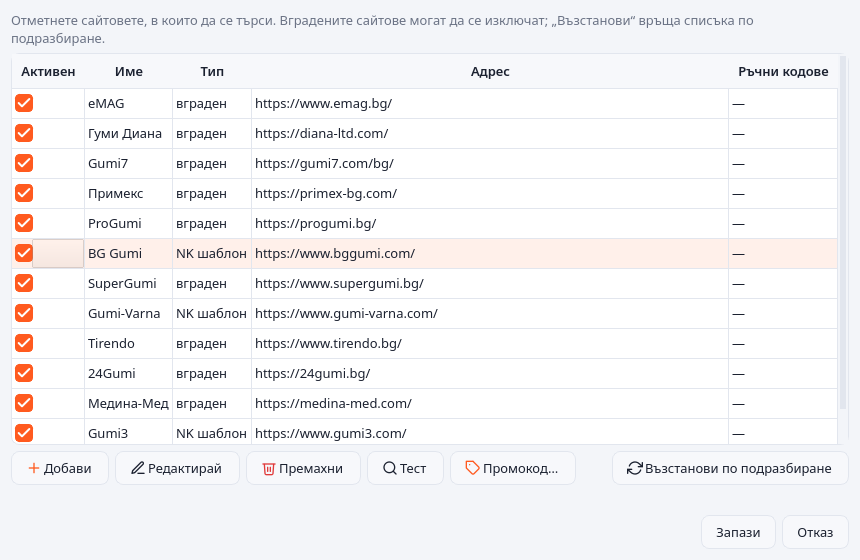 Отметнете сайтовете, в които да се търси. Вградените сайтове могат да се изключат; „Възстанови“ връща списъка по
подразбиране.
Активен Име Тип Адрес Ръчни кодове
eMAG вграден https://www.emag.bg/ —
Гуми Диана вграден https://diana-ltd.com/ —
Gumi7 вграден https://gumi7.com/bg/ —
Примекс вграден https://primex-bg.com/ —
ProGumi вграден https://progumi.bg/ —
BG Gumi NK шаблон https://www.bggumi.com/ —
SuperGumi вграден https://www.supergumi.bg/ —
Gumi-Varna NK шаблон https://www.gumi-varna.com/ —
Tirendo вграден https://www.tirendo.bg/ —
24Gumi вграден https://24gumi.bg/ —
Медина-Мед вграден https://medina-med.com/ —
Gumi3 NK шаблон https://www.gumi3.com/ —
Добави Редактирай Премахни Тест Промокод... Възстанови по подразбиране
Запази Отказ